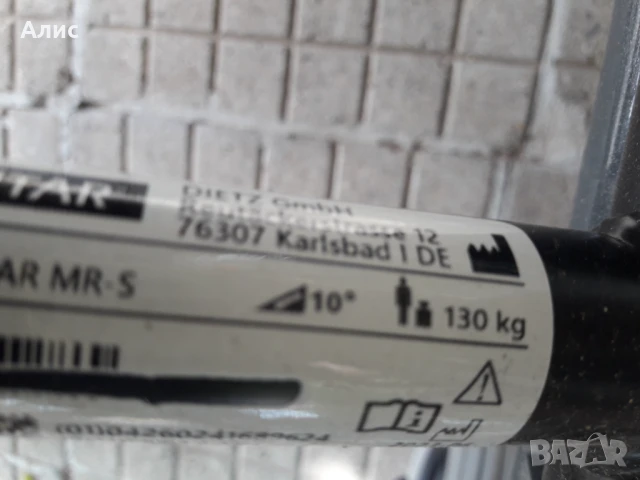 Алис
TAR
DIETZ GmbH
76307 Karlsbad | DE
AR MR-S
10°
130 kg
BAZAR